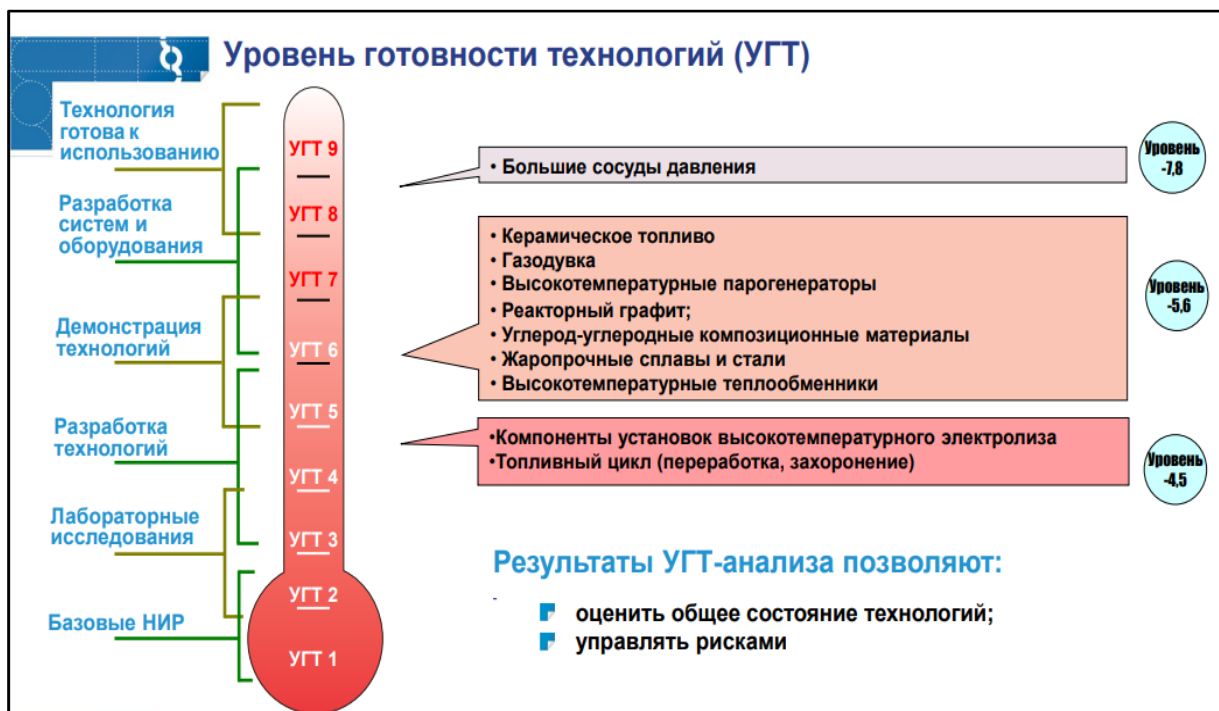 Уровень готовности технологий (УГТ)
Технология
готова к
использованию
Разработка
систем и
оборудования
Демонстрация
технологий
Разработка
технологий
Лабораторные
исследования
Базовые НИР
УГТ 9
УГТ 8
УГТ 7
УГТ 6
УГТ 5
УГТ 4
УГТ 3
УГТ 2
УГТ 1
• Большие сосуды давления
Уровень
-7,8
• Керамическое топливо
• Газодувка
• Высокотемпературные парогенераторы
• Реакторный графит;
• Углерод-углеродные композиционные материалы
• Жаропрочные сплавы и стали
• Высокотемпературные теплообменники
Уровень
-5,6
•Компоненты установок высокотемпературного электролиза
•Топливный цикл (переработка, захоронение)
Уровень
-4,5
Результаты УГТ-анализа позволяют:
оценить общее состояние технологий;
управлять рисками